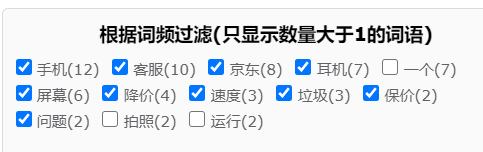 根据词频过滤(只显示数量大于1的词语)
手机(12) 客服(10) 京东(8) 耳机(7) 一个(7)
屏幕(6) 降价(4) 速度(3) 垃圾(3) 保价(2)
问题(2) 拍照(2) 运行(2)